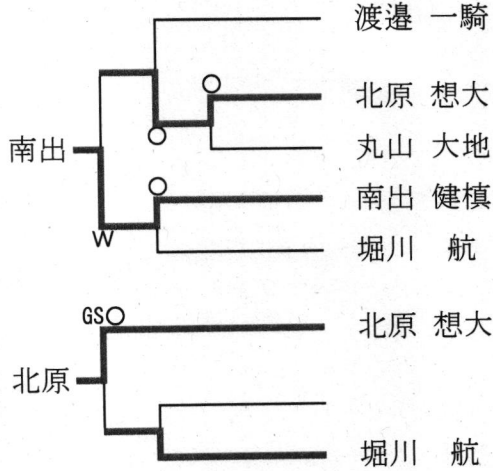 渡邉 一騎
北原 想大
丸山 大地
南出
南出 健槙
W
堀川 航
GS
北原 想大
北原
堀川 航